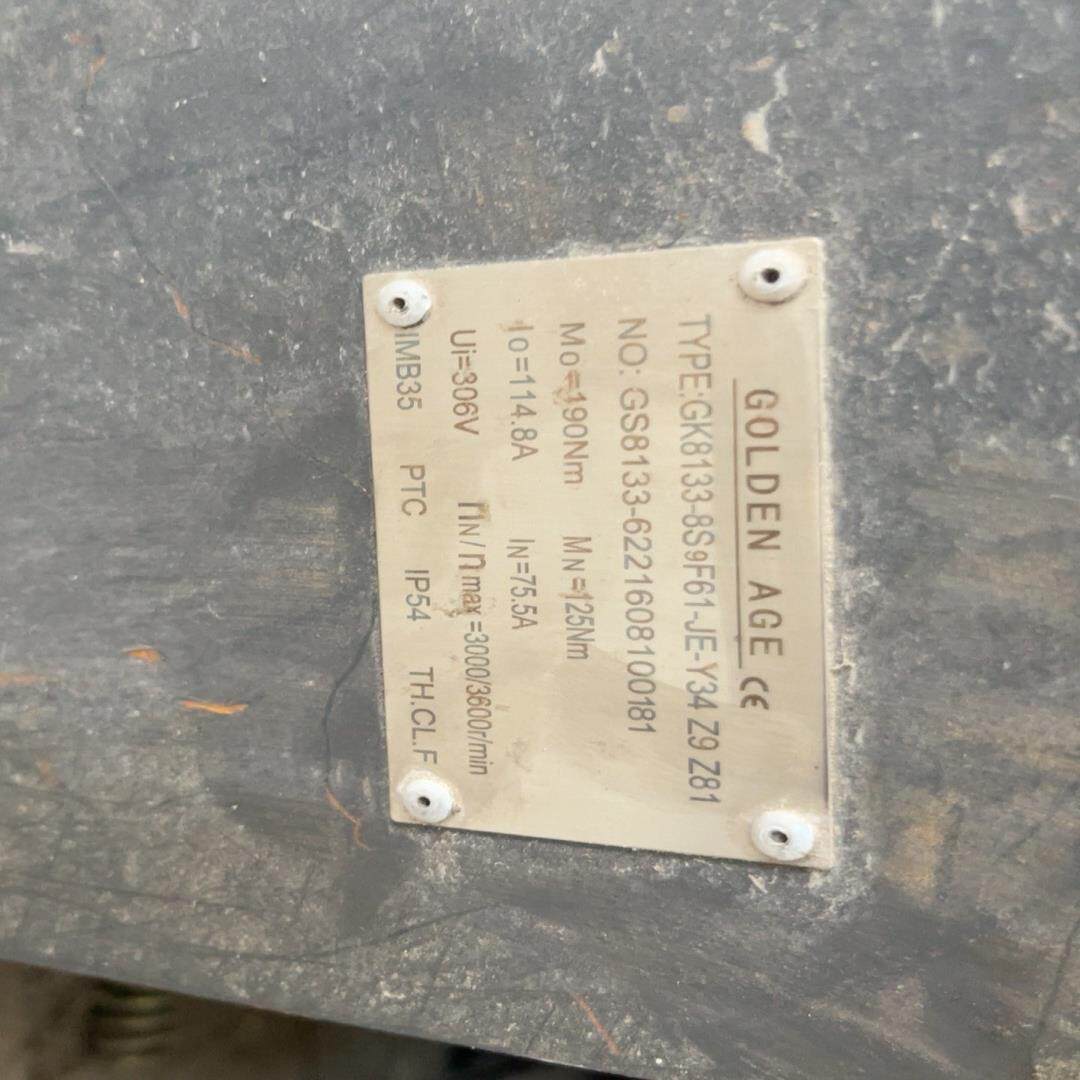 GOLDEN AGE CE
TYPE:GK8133-8S9F61-JE-Y34 Z9 Z81
NO: GS8133-6221608100181
Mo=190Nm MN=125Nm
Io=114.8A IN=75.5A
Ui=306V nN/nmax=3000/3600r/min
IMB35 PTC IP54 TH.CL.F